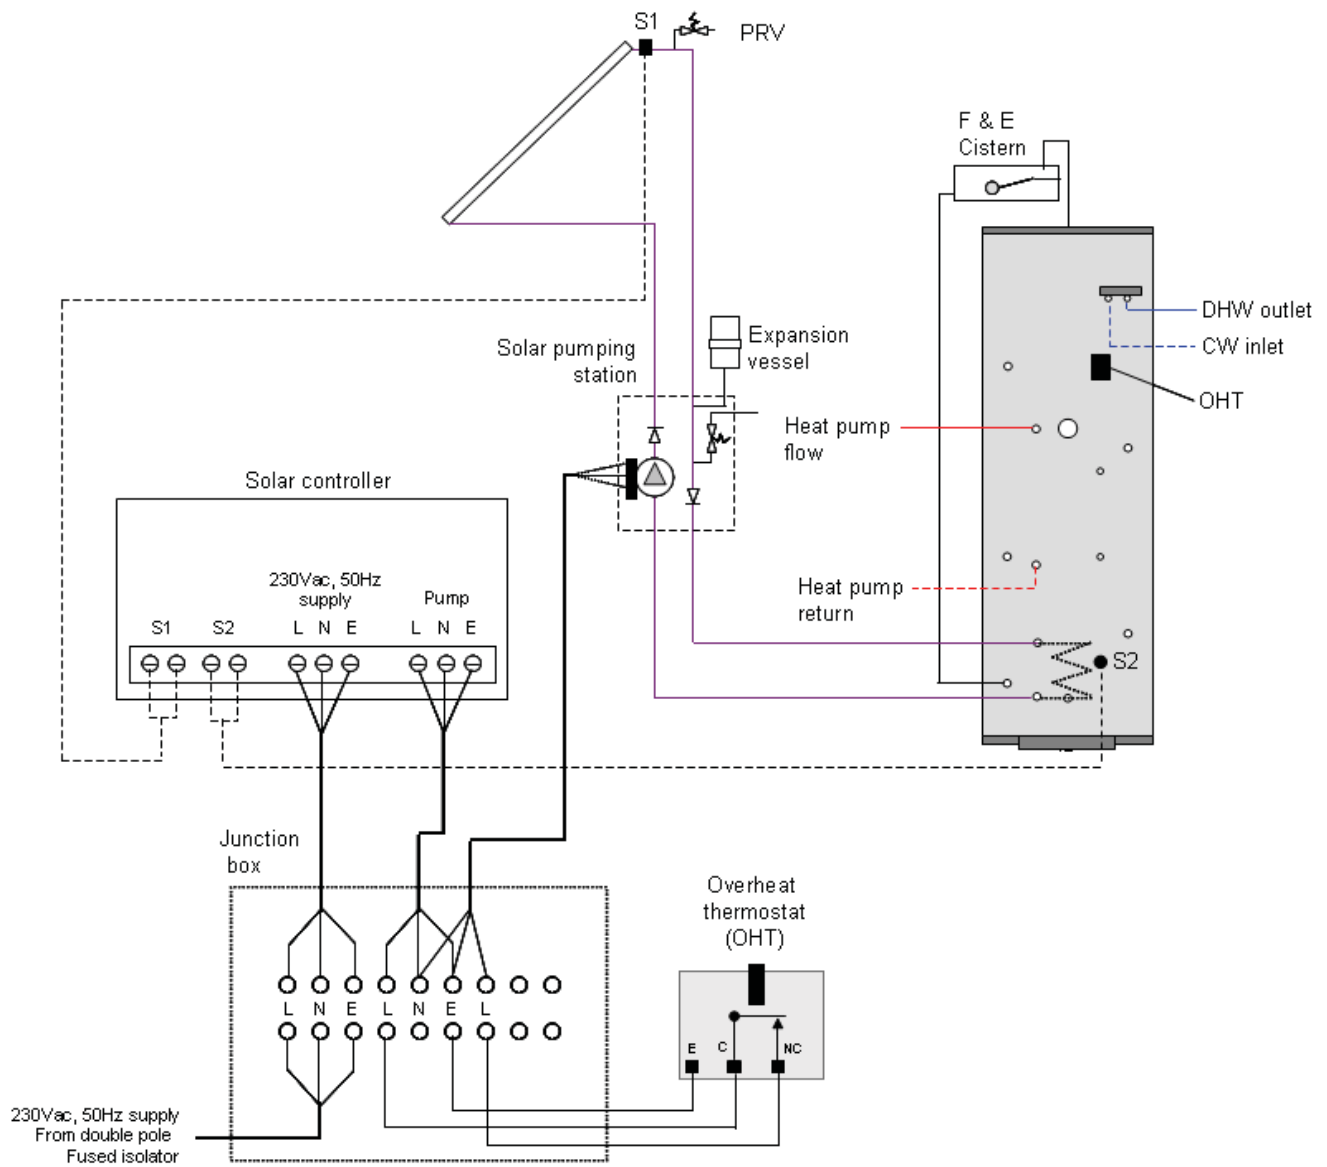 S1
PRV
F & E
Cistern
DHW outlet
CW inlet
OHT
Expansion
vessel
Solar pumping
station
Heat pump
flow
Solar controller
230Vac, 50Hz
supply
Pump
S1 S2 L N E L N E
Heat pump
return
S2
Junction
box
Overheat
thermostat
(OHT)
L N E L N E L
E C NC
230Vac, 50Hz supply
From double pole
Fused isolator